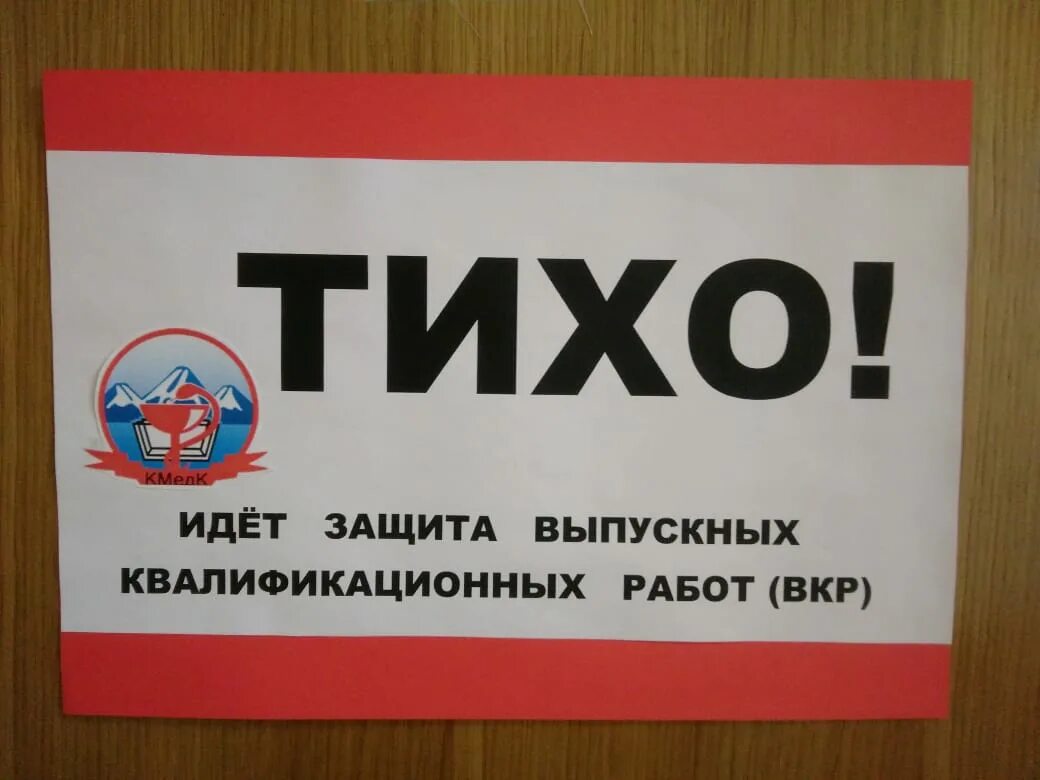 ТИХО!
КМедК
ИДЁТ ЗАЩИТА ВЫПУСКНЫХ
КВАЛИФИКАЦИОННЫХ РАБОТ (ВКР)